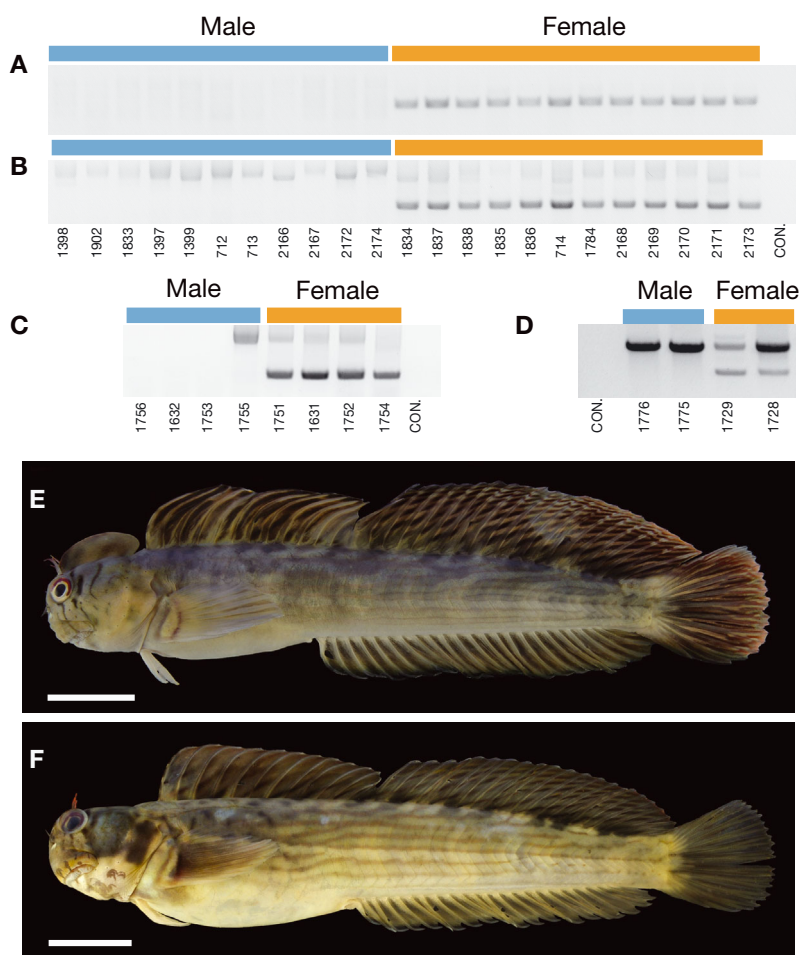 Male Female
A
B
1398 1902 1833 1397 1399 712 713 2166 2167 2172 2174 1834 1837 1838 1835 1836 714 1784 2168 2169 2170 2171 2173 CON.
Male Female
C
1756 1632 1753 1755 1751 1631 1752 1754 CON.
Male Female
D
CON. 1776 1775 1729 1728
E
F